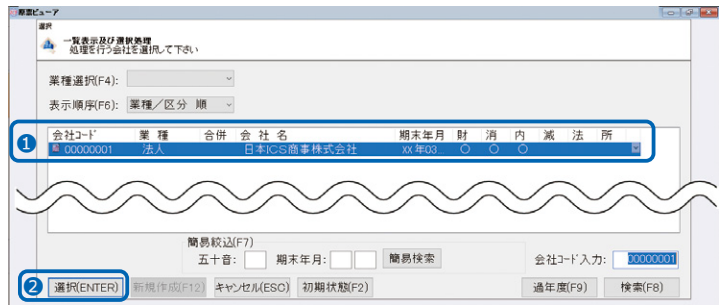 原票ビューア
選択
一覧表示及び選択処理
処理を行う会社を選択して下さい
業種選択(F4):
表示順序(F6): 業種/区分 順
会社コード 業 種 合併 会 社 名 期末年月 財 消 内 減 法 所
1 00000001 法人 日本ICS商事株式会社 XX年03... ○ ○ ○
簡易絞込(F7)
五十音: 期末年月: 簡易検索 会社コード入力: 00000001
2 選択(ENTER) 新規作成(F12) キャンセル(ESC) 初期状態(F2) 過年度(F9) 検索(F8)